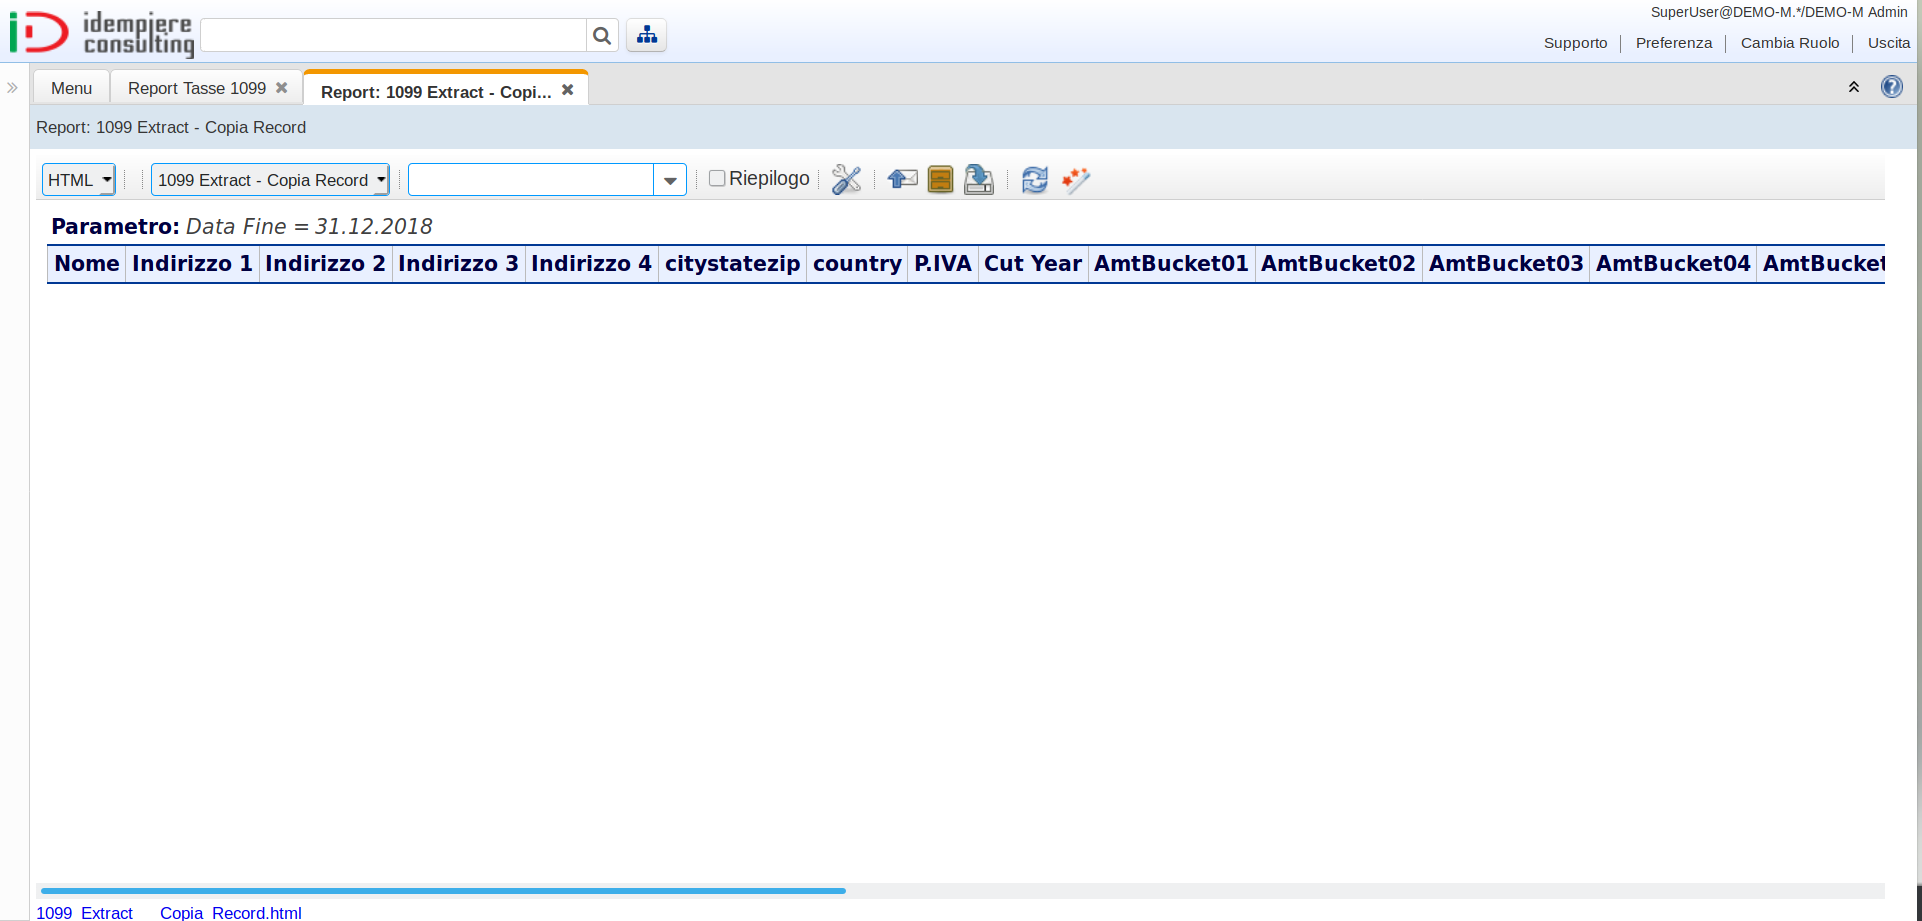 idempiere
consulting
SuperUser@DEMO-M.*/DEMO-M Admin
Supporto
Preferenza
Cambia Ruolo
Uscita
Menu
Report Tasse 1099
Report: 1099 Extract - Copi...
Report: 1099 Extract - Copia Record
HTML
1099 Extract - Copia Record
Riepilogo
Parametro: Data Fine = 31.12.2018
Nome Indirizzo 1 Indirizzo 2 Indirizzo 3 Indirizzo 4 citystatezip country P.IVA Cut Year AmtBucket01 AmtBucket02 AmtBucket03 AmtBucket04 AmtBucket
1099_Extract___Copia_Record.html